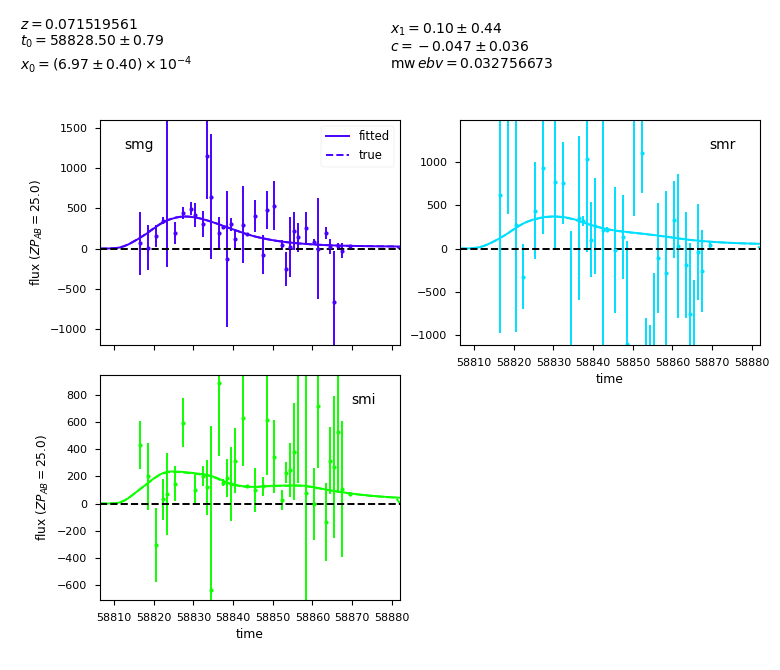 z = 0.071519561
t₀ = 58828.50 ± 0.79
x₀ = (6.97 ± 0.40) × 10⁻⁴
x₁ = 0.10 ± 0.44
c = −0.047 ± 0.036
mw ebv = 0.032756673
smg
fitted
true
1500
1000
500
0
−500
−1000
flux (ZP_AB = 25.0)
smr
1000
500
0
−500
−1000
58810 58820 58830 58840 58850 58860 58870 58880
time
smi
800
600
400
200
0
−200
−400
−600
flux (ZP_AB = 25.0)
58810 58820 58830 58840 58850 58860 58870 58880
time